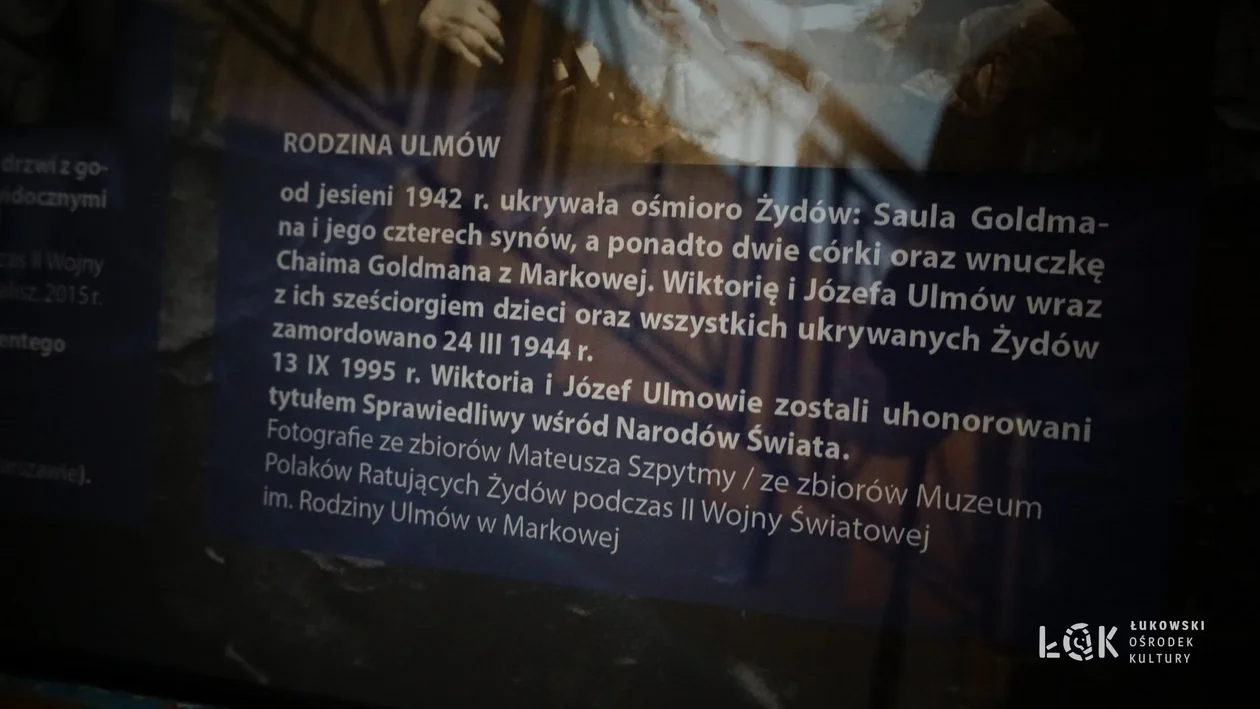 drzwi z go-
idocznymi
czas II Wojny
alisz, 2015 r.
entego
RODZINA ULMÓW
od jesieni 1942 r. ukrywała ośmioro Żydów: Saula Goldma-
na i jego czterech synów, a ponadto dwie córki oraz wnuczkę
Chaima Goldmana z Markowej. Wiktorię i Józefa Ulmów wraz
z ich sześciorgiem dzieci oraz wszystkich ukrywanych Żydów
zamordowano 24 III 1944 r.
13 IX 1995 r. Wiktoria i Józef Ulmowie zostali uhonorowani
tytułem Sprawiedliwy wśród Narodów Świata.
Fotografie ze zbiorów Mateusza Szpytmy / ze zbiorów Muzeum
Polaków Ratujących Żydów podczas II Wojny Światowej
im. Rodziny Ulmów w Markowej
ŁOK
ŁUKOWSKI
OŚRODEK
KULTURY